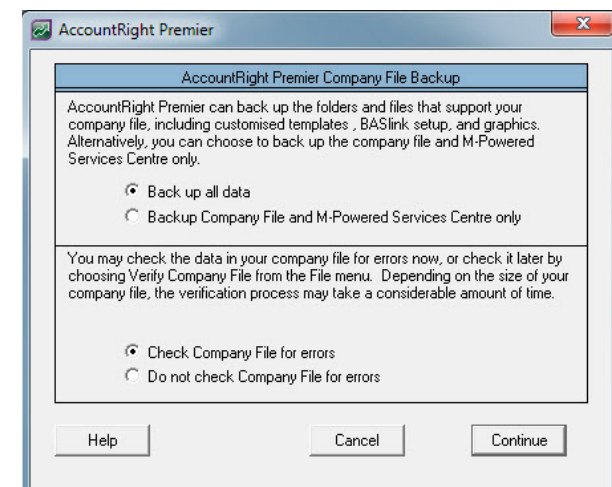 AccountRight Premier
AccountRight Premier Company File Backup
AccountRight Premier can back up the folders and files that support your
company file, including customised templates , BASlink setup, and graphics.
Alternatively, you can choose to back up the company file and M-Powered
Services Centre only.
Back up all data
Backup Company File and M-Powered Services Centre only
You may check the data in your company file for errors now, or check it later by
choosing Verify Company File from the File menu.  Depending on the size of your
company file, the verification process may take a considerable amount of time.
Check Company File for errors
Do not check Company File for errors
Help Cancel Continue